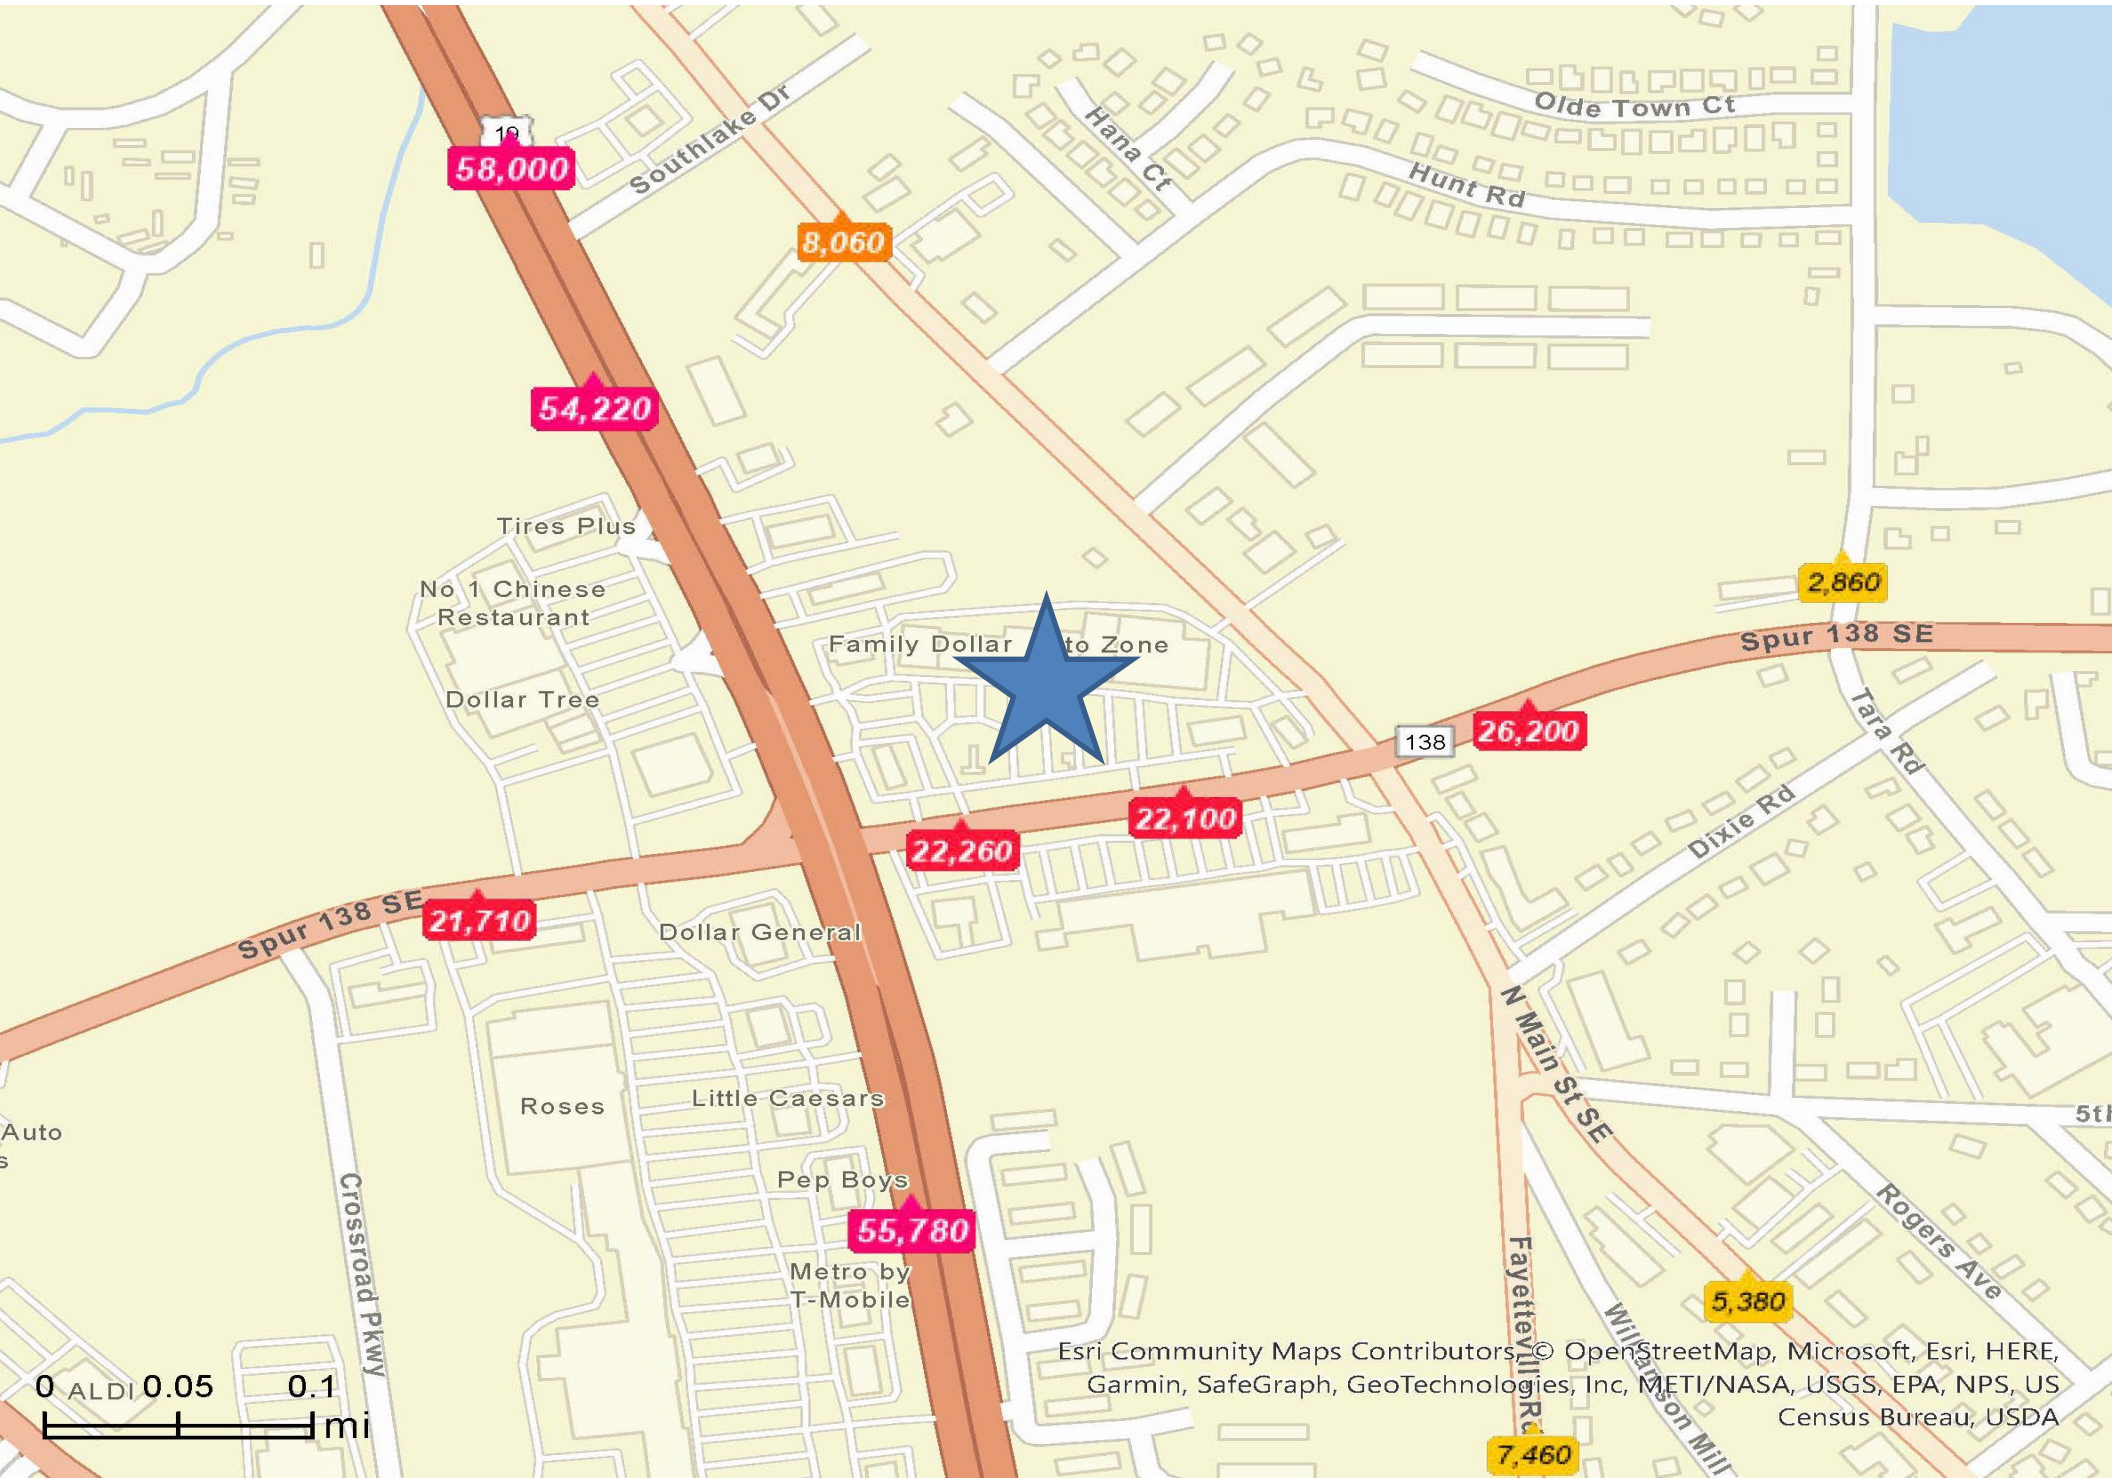 Olde Town Ct
Hana Ct
Southlake Dr
19
58,000
Hunt Rd
8,060
54,220
Tires Plus
No 1 Chinese
Restaurant
2,860
Family Dollar
to Zone
Spur 138 SE
Dollar Tree
138
26,200
Tara Rd
22,100
Dixie Rd
22,260
Spur 138 SE
21,710
Dollar General
N Main St SE
Roses
Little Caesars
Auto
s
5th
Pep Boys
55,780
Crossroad Pkwy
Rogers Ave
Metro by
T-Mobile
Fayetteville Rd
5,380
Williamson Mill
0 ALDI 0.05 0.1
mi
Esri Community Maps Contributors, © OpenStreetMap, Microsoft, Esri, HERE,
Garmin, SafeGraph, GeoTechnologies, Inc, METI/NASA, USGS, EPA, NPS, US
Census Bureau, USDA
7,460